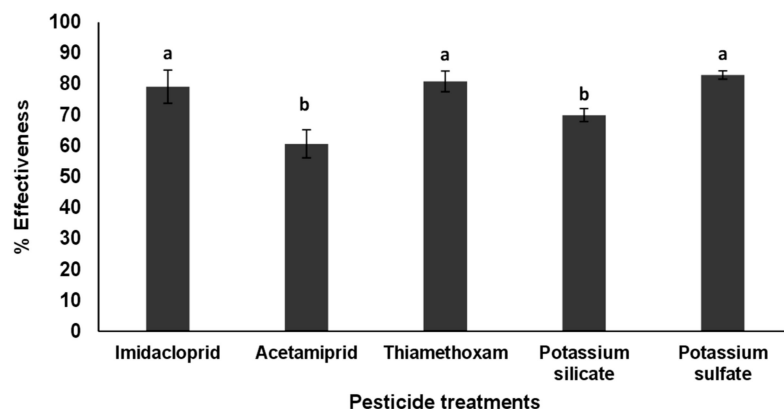 100
90
80
70
60
50
40
30
20
10
0
% Effectiveness
a
b
a
b
a
Imidacloprid
Acetamiprid
Thiamethoxam
Potassium
silicate
Potassium
sulfate
Pesticide treatments